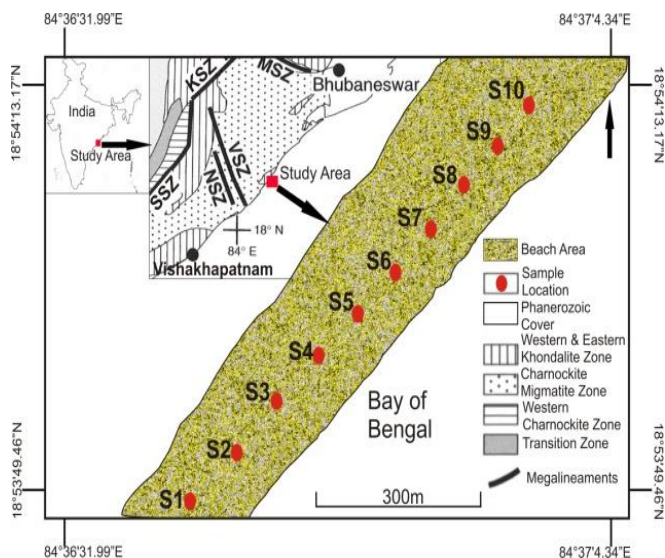 84°36'31.99"E
84°37'4.34"E
18°54'13.17"N
18°54'13.17"N
India
Study Area
KSZ
MSZ
Bhubaneswar
SSZ
NSZ
VSZ
Study Area
18° N
84° E
Vishakhapatnam
S10
S9
S8
S7
S6
S5
S4
S3
S2
S1
Bay of
Bengal
300m
Beach Area
Sample
Location
Phanerozoic
Cover
Western & Eastern
Khondalite Zone
Charnockite
Migmatite Zone
Western
Charnockite Zone
Transition Zone
Megalineaments
18°53'49.46"N
18°53'49.46"N
84°36'31.99"E
84°37'4.34"E